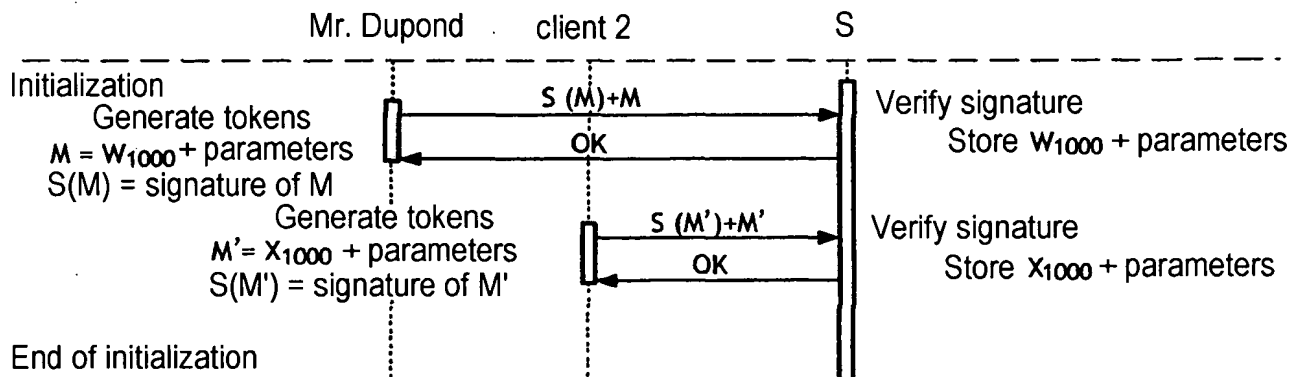 Mr. Dupond client 2 S
Initialization
Generate tokens
M = W1000 + parameters
S(M) = signature of M
S (M)+M
OK
Verify signature
Store W1000 + parameters
Generate tokens
M'= X1000 + parameters
S(M') = signature of M'
S (M')+M'
OK
Verify signature
Store X1000 + parameters
End of initialization